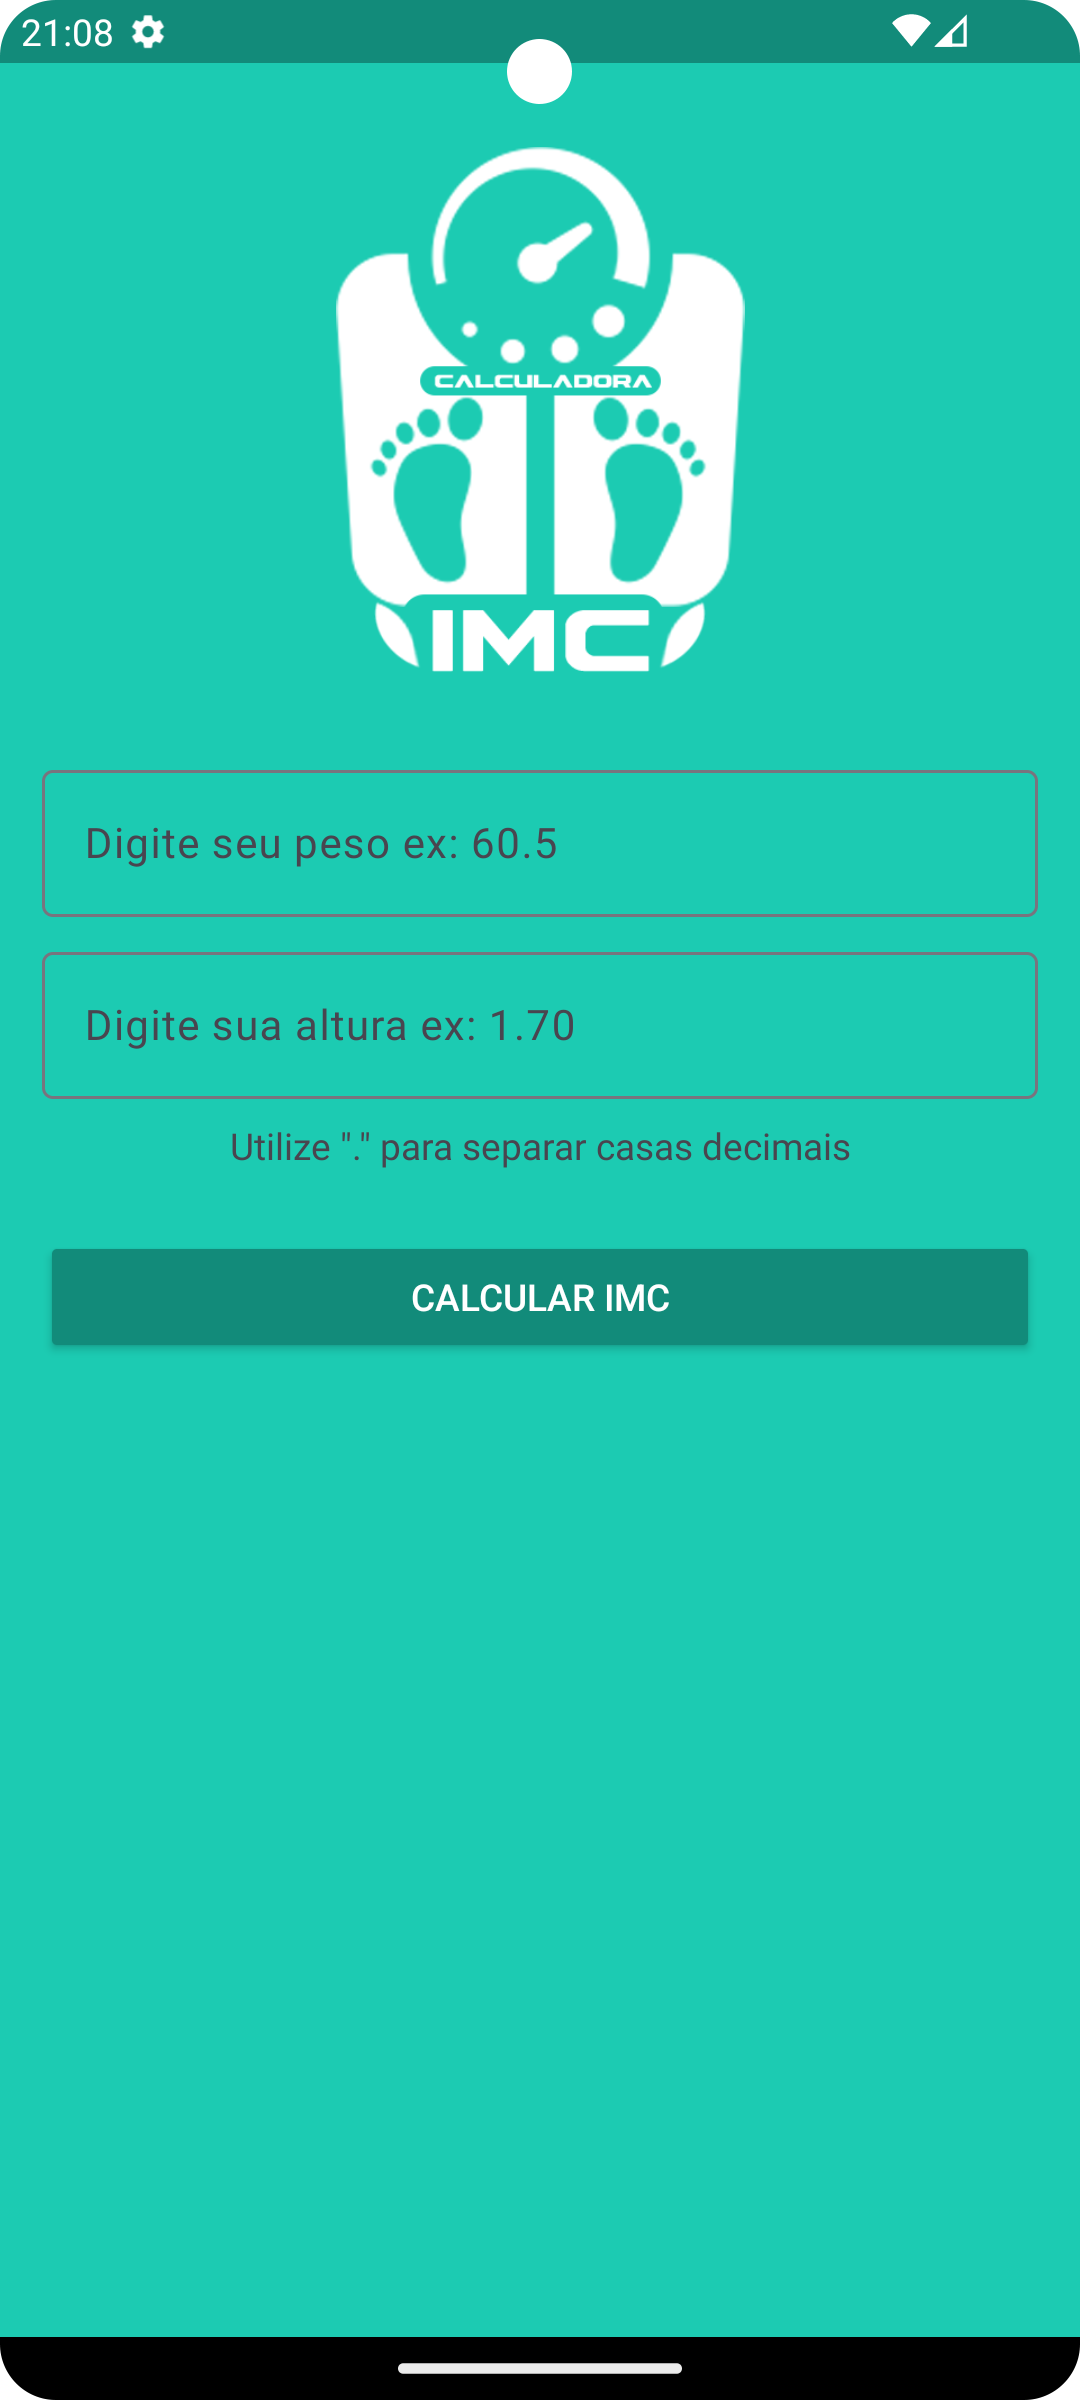 21:08
CALCULADORA
IMC
Digite seu peso ex: 60.5
Digite sua altura ex: 1.70
Utilize "." para separar casas decimais
CALCULAR IMC